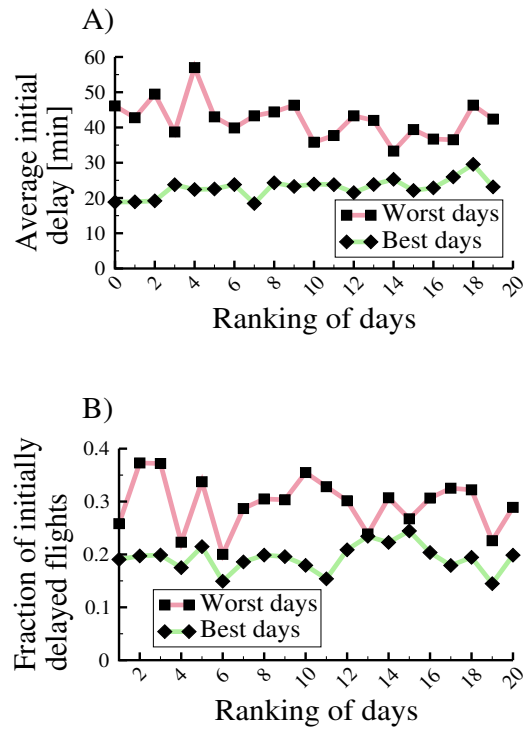 A)
Average initial
delay [min]
60
50
40
30
20
10
0
Worst days
Best days
0 2 4 6 8 10 12 14 16 18 20
Ranking of days
B)
Fraction of initially
delayed flights
0.4
0.3
0.2
0.1
0
Worst days
Best days
2 4 6 8 10 12 14 16 18 20
Ranking of days